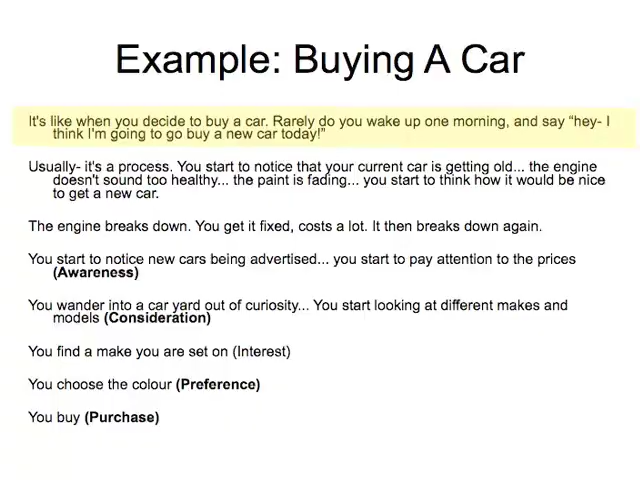 Example: Buying A Car
It's like when you decide to buy a car. Rarely do you wake up one morning, and say “hey- I
think I'm going to go buy a new car today!”
Usually- it's a process. You start to notice that your current car is getting old... the engine
doesn't sound too healthy... the paint is fading... you start to think how it would be nice
to get a new car.
The engine breaks down. You get it fixed, costs a lot. It then breaks down again.
You start to notice new cars being advertised... you start to pay attention to the prices
(Awareness)
You wander into a car yard out of curiosity... You start looking at different makes and
models (Consideration)
You find a make you are set on (Interest)
You choose the colour (Preference)
You buy (Purchase)